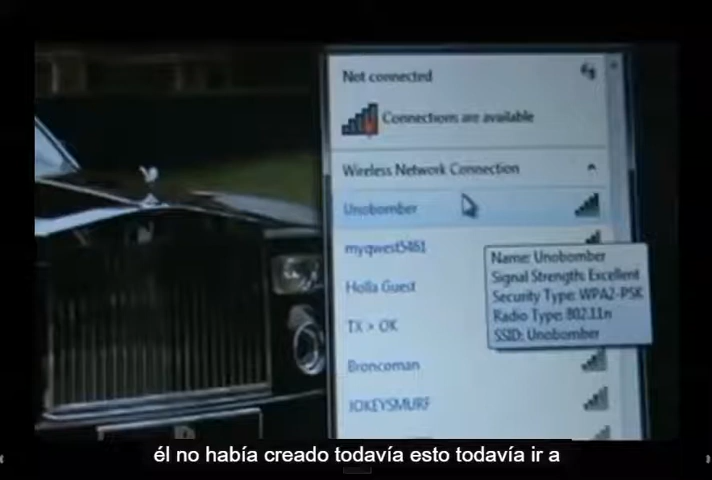 Not connected
Connections are available
Wireless Network Connection
Unobomber
myqwest5461
Name: Unobomber
Signal Strength: Excellent
Security Type: WPA2-PSK
Radio Type: 802.11n
SSID: Unobomber
Holla Guest
TX > OK
Broncoman
JOKEYSMURF
él no había creado todavía esto todavía ir a